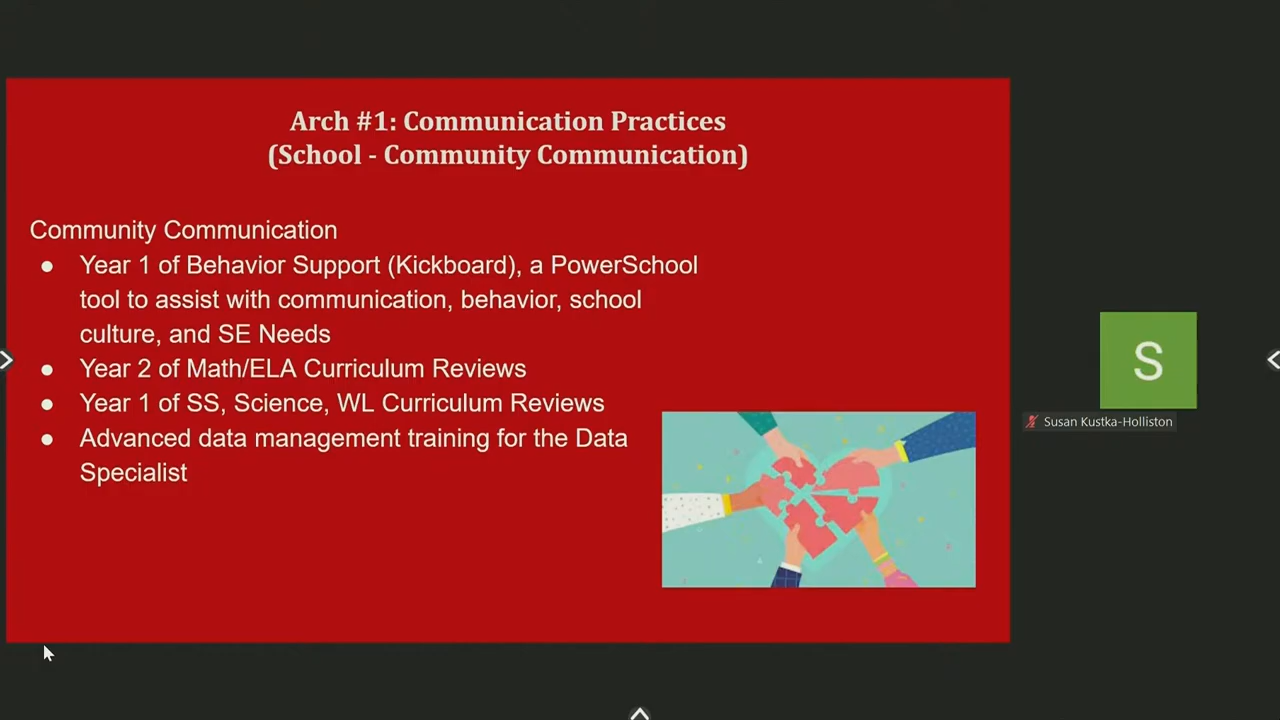 Arch #1: Communication Practices
(School - Community Communication)
Community Communication
● Year 1 of Behavior Support (Kickboard), a PowerSchool
tool to assist with communication, behavior, school
culture, and SE Needs
● Year 2 of Math/ELA Curriculum Reviews
● Year 1 of SS, Science, WL Curriculum Reviews
● Advanced data management training for the Data
Specialist
S
Susan Kustka-Holliston